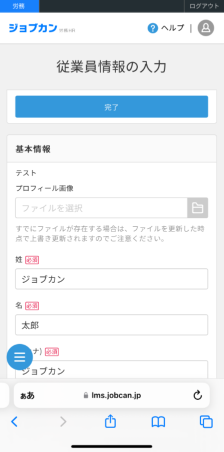 労務
ログアウト
ジョブカン 労務HR
ヘルプ
従業員情報の入力
完了
基本情報
テスト
プロフィール画像
ファイルを選択
すでにファイルが存在する場合は、ファイルを更新した時
点で上書き更新されますのでご注意ください。
姓 必須
ジョブカン
名 必須
太郎
ナ) 必須
ジョブカン
ぁあ
lms.jobcan.jp